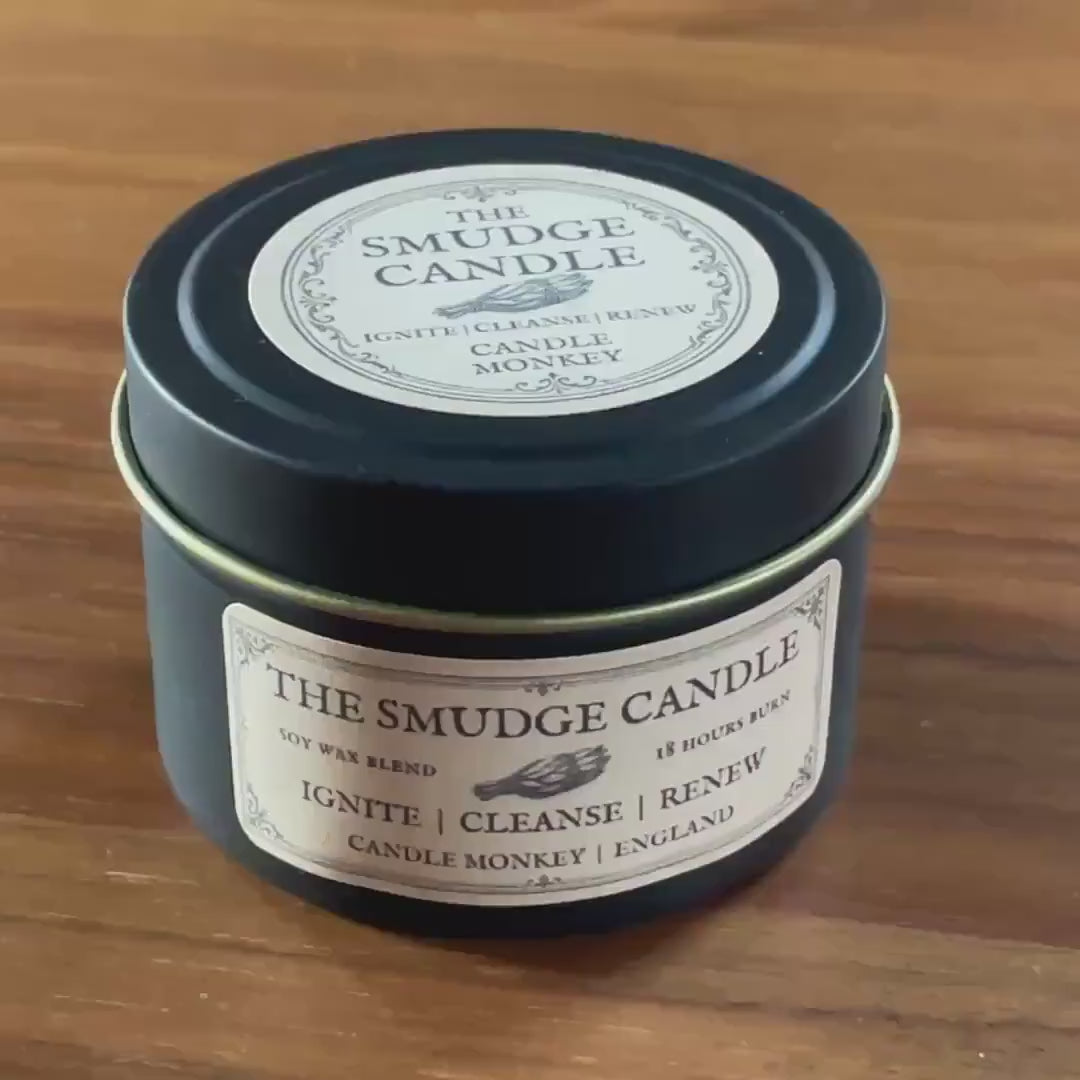 THE
SMUDGE
CANDLE
IGNITE | CLEANSE | RENEW
CANDLE
MONKEY
THE SMUDGE CANDLE
SOY WAX BLEND
18 HOURS BURN
IGNITE | CLEANSE | RENEW
CANDLE MONKEY | ENGLAND